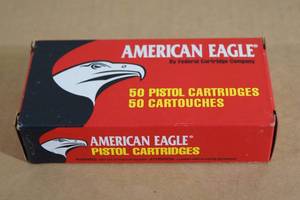 AMERICAN EAGLE®
By Federal Cartridge Company
50 PISTOL CARTRIDGES
50 CARTOUCHES
AMERICAN EAGLE®
PISTOL CARTRIDGES